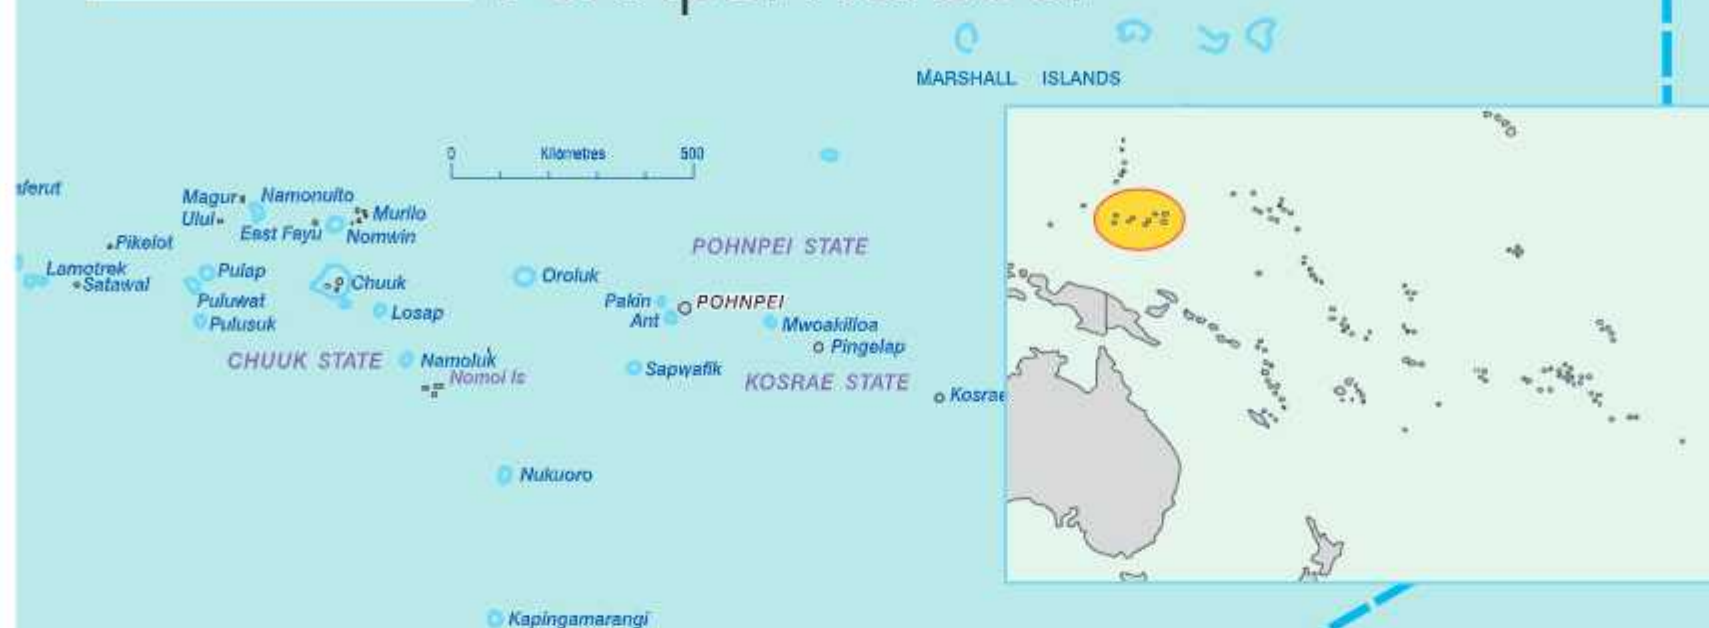 MARSHALL ISLANDS
0 Kilometres 500
Magur
Namonuito
Ulul
Murilo
East Fayu
Nomwin
Pikelot
POHNPEI STATE
Lamotrek
Satawal
Pulap
Chuuk
Oroluk
Puluwat
Pakin
POHNPEI
Pulusuk
Losap
Ant
Mwoakilloa
Pingelap
CHUUK STATE
Namoluk
Nomoi Is
Sapwafik
KOSRAE STATE
Kosrae
Nukuoro
Kapingamarangi